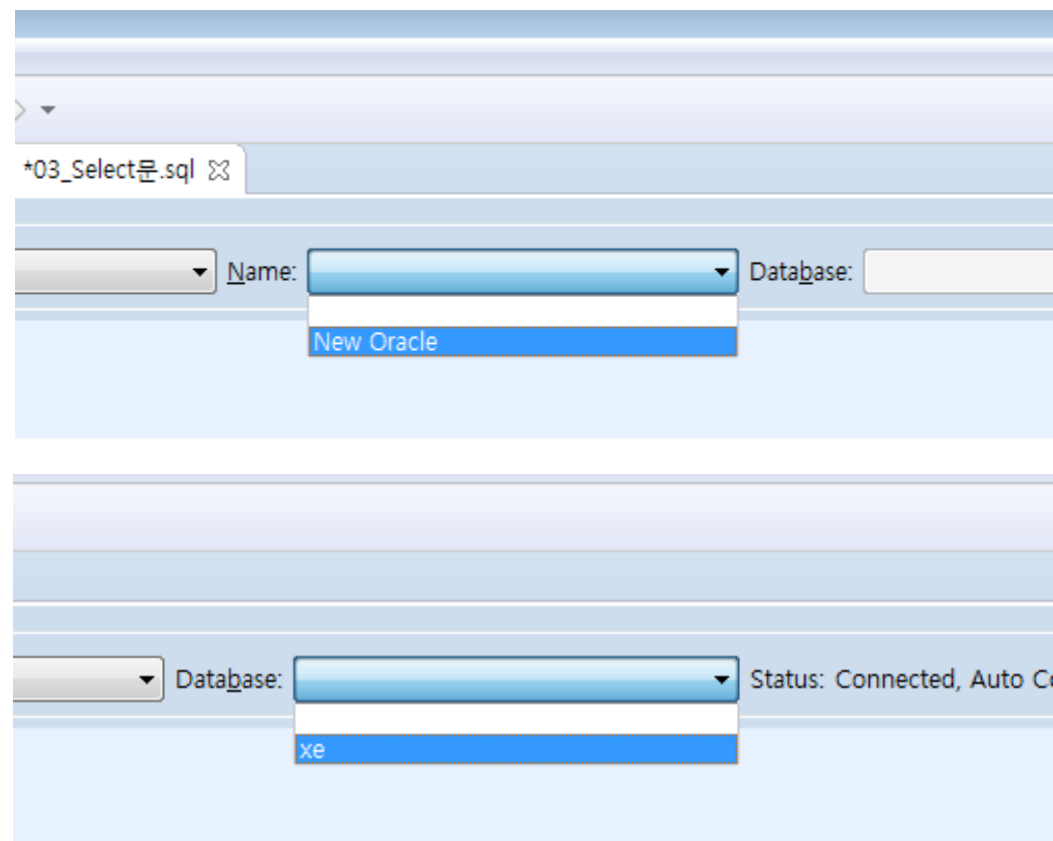 *03_Select문.sql
Name: Database:
New Oracle
Database: Status: Connected, Auto
xe